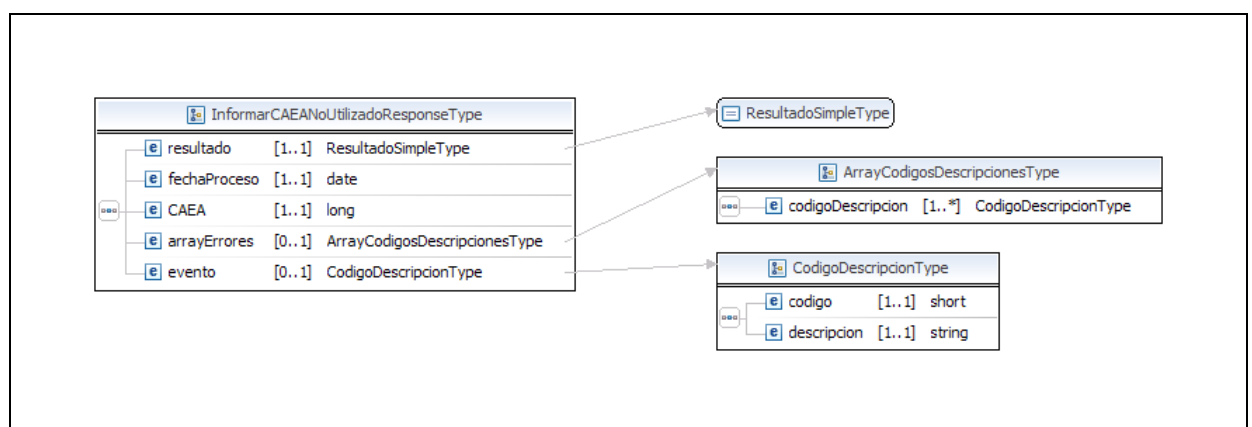 InformarCAEANoUtilizadoResponseType
resultado [1..1] ResultadoSimpleType
fechaProceso [1..1] date
CAEA [1..1] long
arrayErrores [0..1] ArrayCodigosDescripcionesType
evento [0..1] CodigoDescripcionType
ResultadoSimpleType
ArrayCodigosDescripcionesType
codigoDescripcion [1..*] CodigoDescripcionType
CodigoDescripcionType
codigo [1..1] short
descripcion [1..1] string